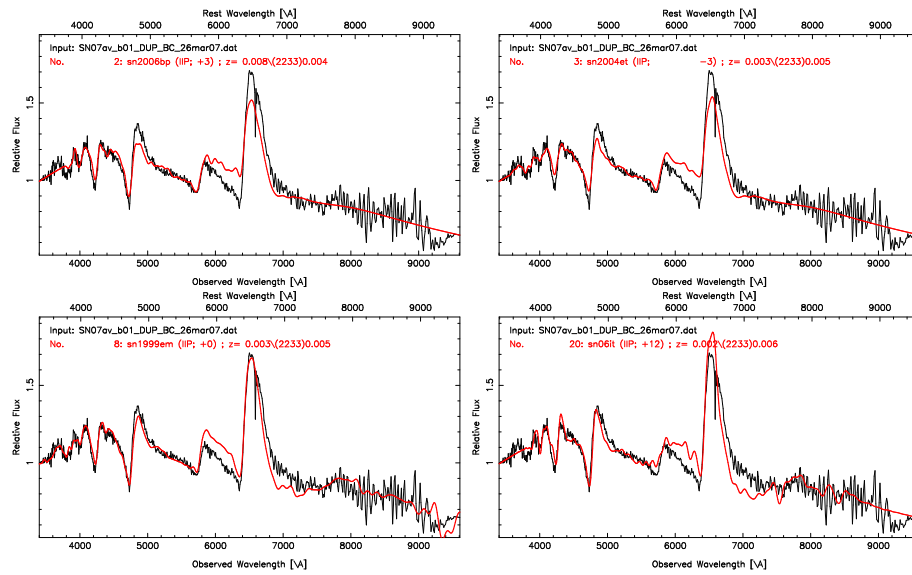 Rest Wavelength [\A]
4000 5000 6000 7000 8000 9000
Input: SN07av_b01_DUP_BC_26mar07.dat
No. 2: sn2006bp (IIP; +3) ; z= 0.008\(2233)0.004
Relative Flux
1 1.5
4000 5000 6000 7000 8000 9000
Observed Wavelength [\A]
Rest Wavelength [\A]
4000 5000 6000 7000 8000 9000
Input: SN07av_b01_DUP_BC_26mar07.dat
No. 3: sn2004et (IIP; -3) ; z= 0.003\(2233)0.005
Relative Flux
1 1.5
4000 5000 6000 7000 8000 9000
Observed Wavelength [\A]
Rest Wavelength [\A]
4000 5000 6000 7000 8000 9000
Input: SN07av_b01_DUP_BC_26mar07.dat
No. 8: sn1999em (IIP; +0) ; z= 0.003\(2233)0.005
Relative Flux
1 1.5
4000 5000 6000 7000 8000 9000
Observed Wavelength [\A]
Rest Wavelength [\A]
4000 5000 6000 7000 8000 9000
Input: SN07av_b01_DUP_BC_26mar07.dat
No. 20: sn06it (IIP; +12) ; z= 0.002\(2233)0.006
Relative Flux
1 1.5
4000 5000 6000 7000 8000 9000
Observed Wavelength [\A]